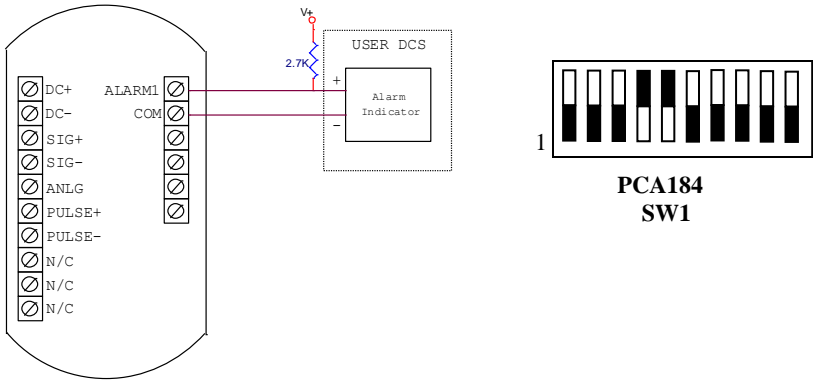 V+
USER DCS
2.7K
+
Alarm
Indicator
−
DC+
DC-
SIG+
SIG-
ANLG
PULSE+
PULSE-
N/C
N/C
N/C
ALARM1
COM
1
PCA184
SW1